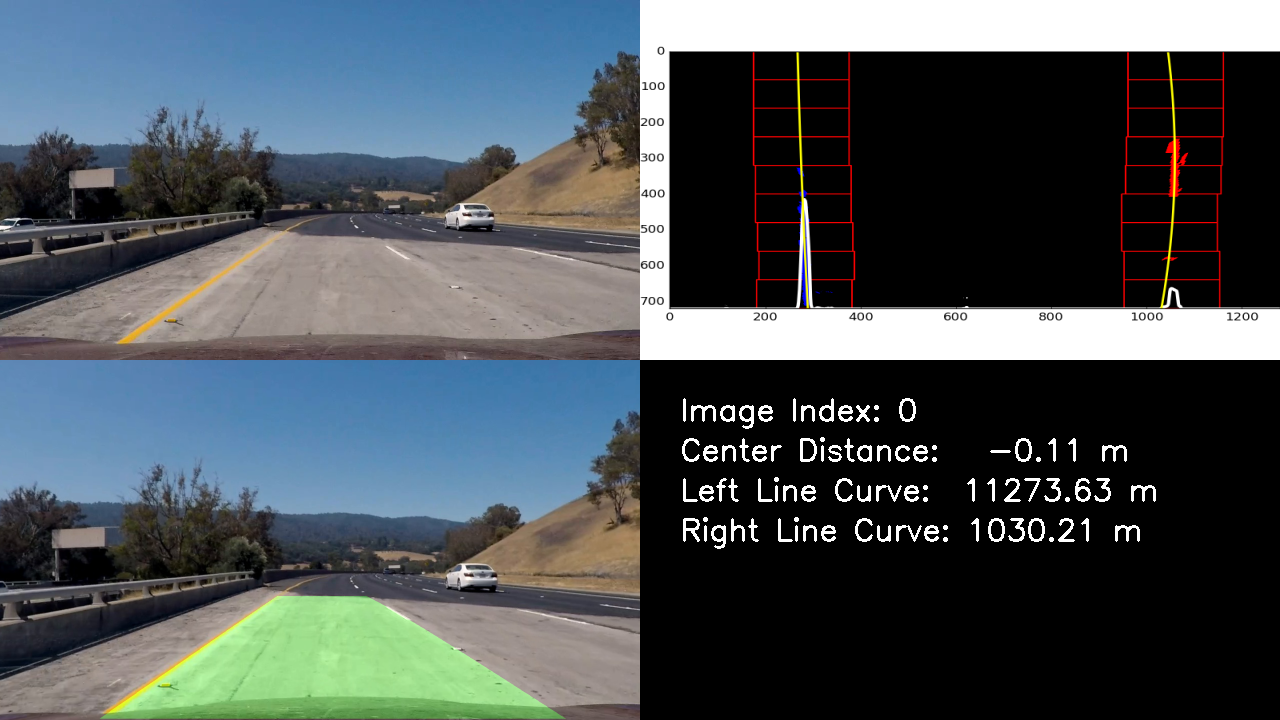 0
100
200
300
400
500
600
700
0 200 400 600 800 1000 1200
Image Index: 0
Center Distance: −0.11 m
Left Line Curve: 11273.63 m
Right Line Curve: 1030.21 m